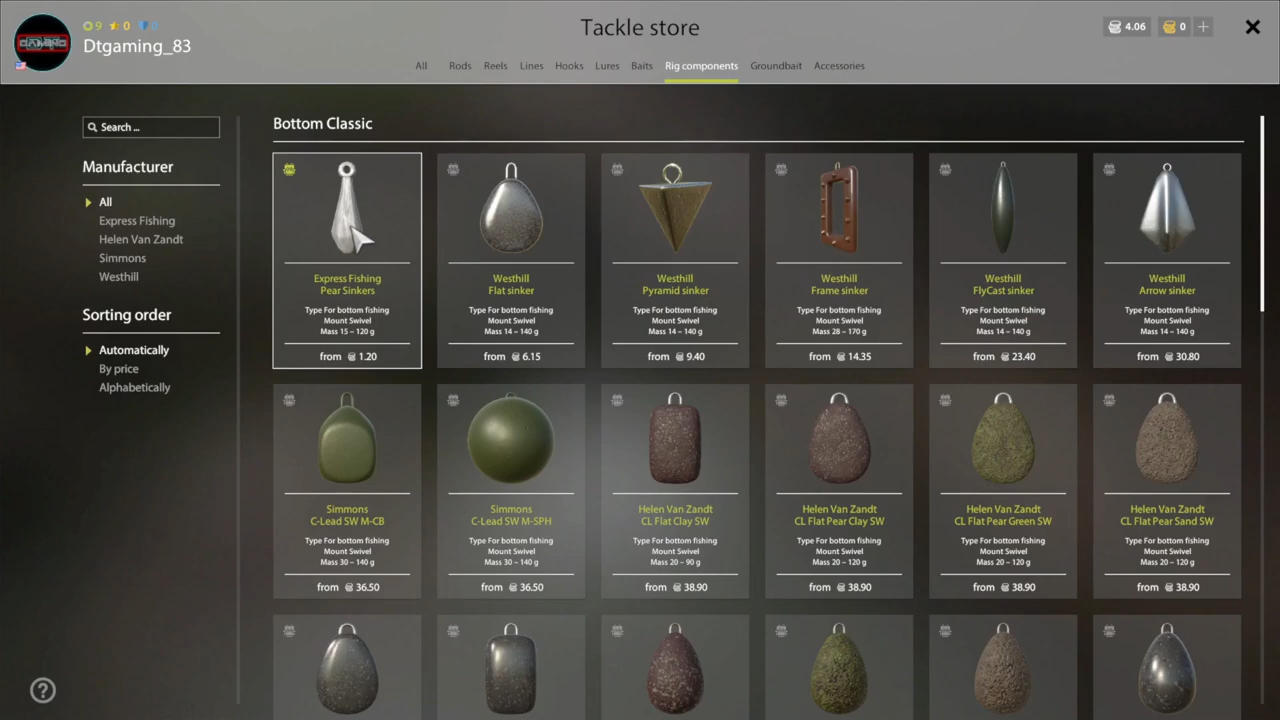 9 0 0
Dtgaming_83
Tackle store
4.06 0 +
All Rods Reels Lines Hooks Lures Baits Rig components Groundbait Accessories
Search ...
Manufacturer
All
Express Fishing
Helen Van Zandt
Simmons
Westhill
Sorting order
Automatically
By price
Alphabetically
?
Bottom Classic
Express Fishing
Pear Sinkers
Type For bottom fishing
Mount Swivel
Mass 15 – 120 g
from 1.20
Westhill
Flat sinker
Type For bottom fishing
Mount Swivel
Mass 14 – 140 g
from 6.15
Westhill
Pyramid sinker
Type For bottom fishing
Mount Swivel
Mass 14 – 140 g
from 9.40
Westhill
Frame sinker
Type For bottom fishing
Mount Swivel
Mass 28 – 170 g
from 14.35
Westhill
FlyCast sinker
Type For bottom fishing
Mount Swivel
Mass 14 – 140 g
from 23.40
Westhill
Arrow sinker
Type For bottom fishing
Mount Swivel
Mass 14 – 140 g
from 30.80
Simmons
C-Lead SW M-CB
Type For bottom fishing
Mount Swivel
Mass 30 – 140 g
from 36.50
Simmons
C-Lead SW M-SPH
Type For bottom fishing
Mount Swivel
Mass 30 – 140 g
from 36.50
Helen Van Zandt
CL Flat Clay SW
Type For bottom fishing
Mount Swivel
Mass 20 – 90 g
from 38.90
Helen Van Zandt
CL Flat Pear Clay SW
Type For bottom fishing
Mount Swivel
Mass 20 – 120 g
from 38.90
Helen Van Zandt
CL Flat Pear Green SW
Type For bottom fishing
Mount Swivel
Mass 20 – 120 g
from 38.90
Helen Van Zandt
CL Flat Pear Sand SW
Type For bottom fishing
Mount Swivel
Mass 20 – 120 g
from 38.90